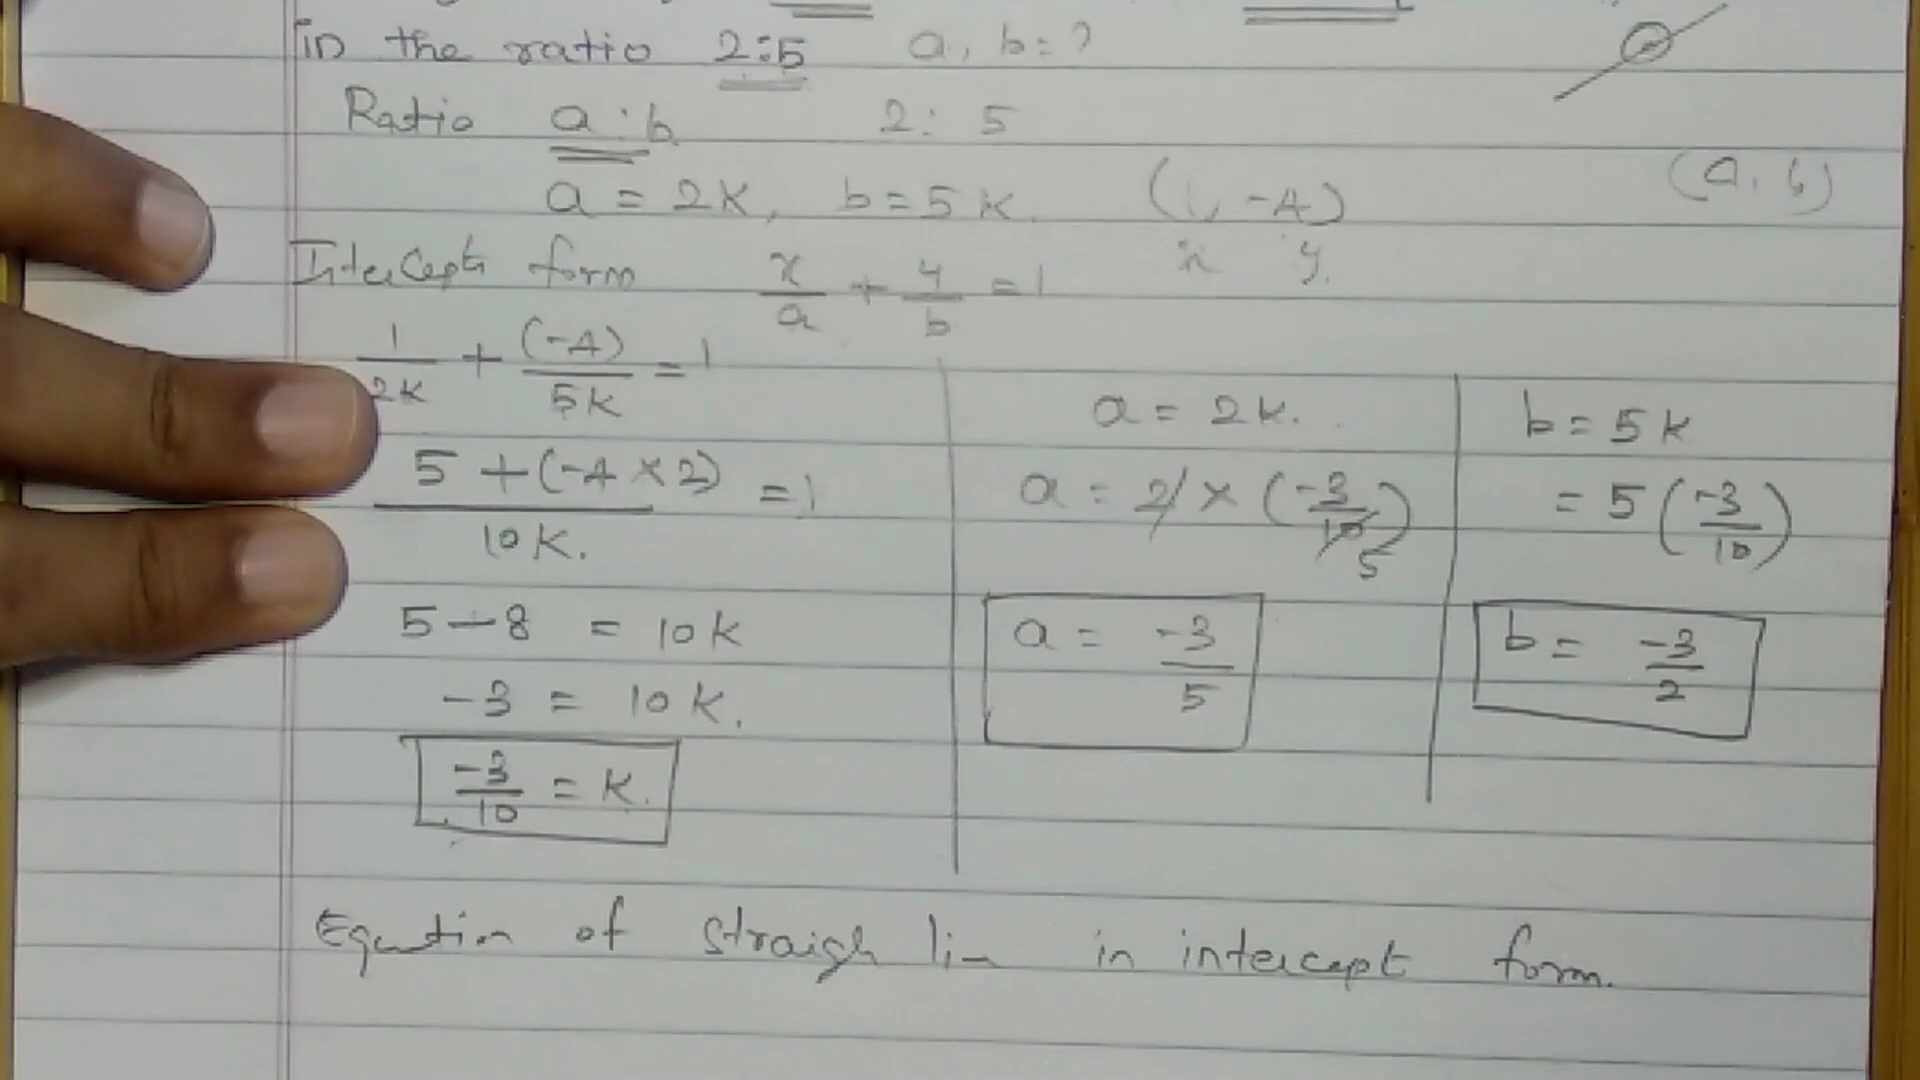 in the ratio 2:5 a, b = ?
Ratio a : b 2 : 5
a = 2K, b = 5K. (1, -4) (a, b)
x y.
Intercept form x/a + y/b = 1
1/2K + (-4)/5K = 1
5 + (-4 × 2)/10K. = 1
5 - 8 = 10K
-3 = 10K.
-3/10 = K.
a = 2K.
a = 2 × (-3/10) 5
a = -3/5
b = 5K
= 5 (-3/10)
b = -3/2
Equation of straigh lin in intercept form.